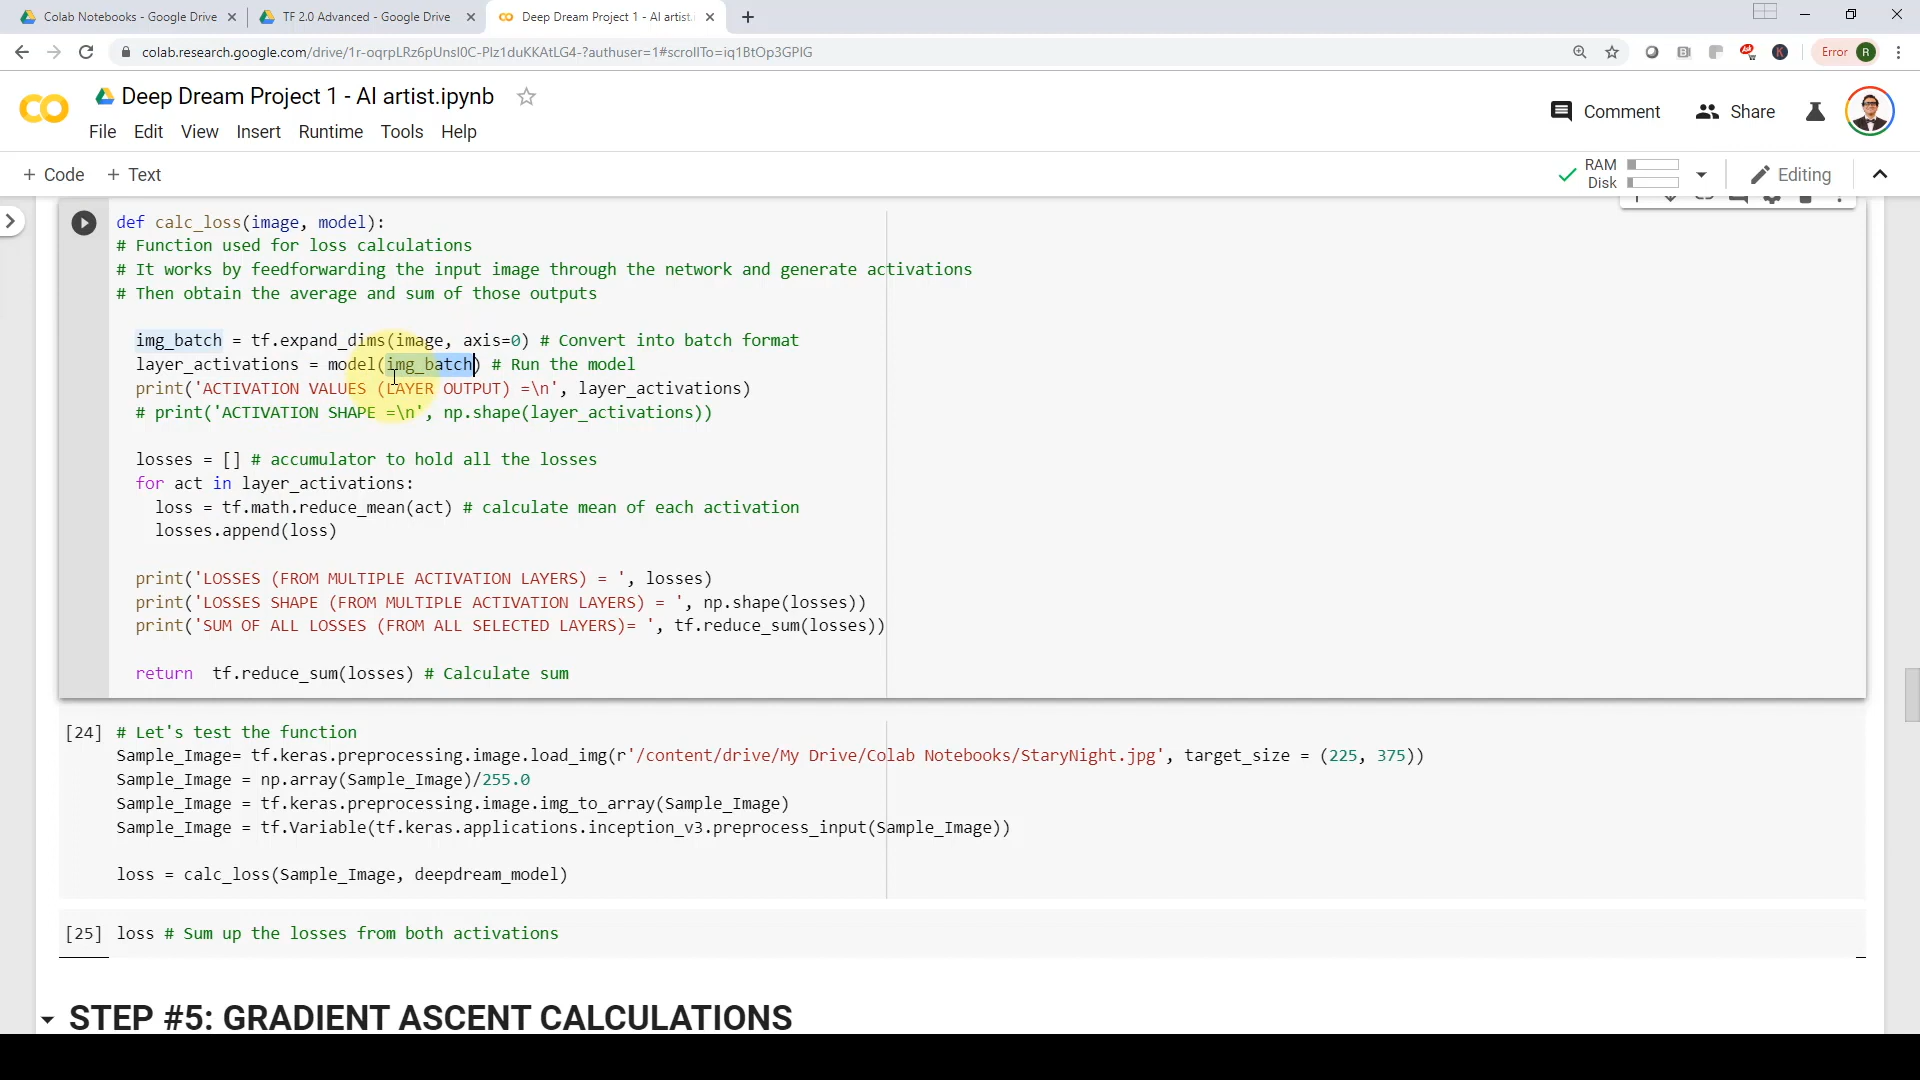 Colab Notebooks - Google Drive
TF 2.0 Advanced - Google Drive
Deep Dream Project 1 - AI artist.
colab.research.google.com/drive/1r-oqrpLRz6pUnsI0C-PIz1duKKAtLG4-?authuser=1#scrollTo=iq1BtOp3GPIG
Error R
Deep Dream Project 1 - AI artist.ipynb
File Edit View Insert Runtime Tools Help
Comment
Share
+ Code + Text
RAM
Disk
Editing
def calc_loss(image, model):
# Function used for loss calculations
# It works by feedforwarding the input image through the network and generate activations
# Then obtain the average and sum of those outputs
img_batch = tf.expand_dims(image, axis=0) # Convert into batch format
layer_activations = model(img_batch) # Run the model
print('ACTIVATION VALUES (LAYER OUTPUT) =\n', layer_activations)
# print('ACTIVATION SHAPE =\n', np.shape(layer_activations))
losses = [] # accumulator to hold all the losses
for act in layer_activations:
loss = tf.math.reduce_mean(act) # calculate mean of each activation
losses.append(loss)
print('LOSSES (FROM MULTIPLE ACTIVATION LAYERS) = ', losses)
print('LOSSES SHAPE (FROM MULTIPLE ACTIVATION LAYERS) = ', np.shape(losses))
print('SUM OF ALL LOSSES (FROM ALL SELECTED LAYERS)= ', tf.reduce_sum(losses))
return  tf.reduce_sum(losses) # Calculate sum
[24] # Let's test the function
Sample_Image= tf.keras.preprocessing.image.load_img(r'/content/drive/My Drive/Colab Notebooks/StaryNight.jpg', target_size = (225, 375))
Sample_Image = np.array(Sample_Image)/255.0
Sample_Image = tf.keras.preprocessing.image.img_to_array(Sample_Image)
Sample_Image = tf.Variable(tf.keras.applications.inception_v3.preprocess_input(Sample_Image))
loss = calc_loss(Sample_Image, deepdream_model)
[25] loss # Sum up the losses from both activations
STEP #5: GRADIENT ASCENT CALCULATIONS